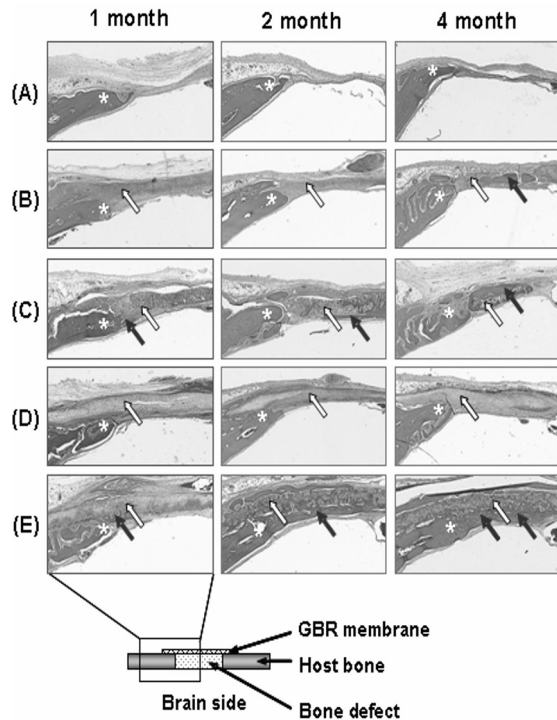 1 month 2 month 4 month
(A) * * *
(B) * * *
(C) * * *
(D) * * *
(E) * * *
GBR membrane
Host bone
Brain side
Bone defect